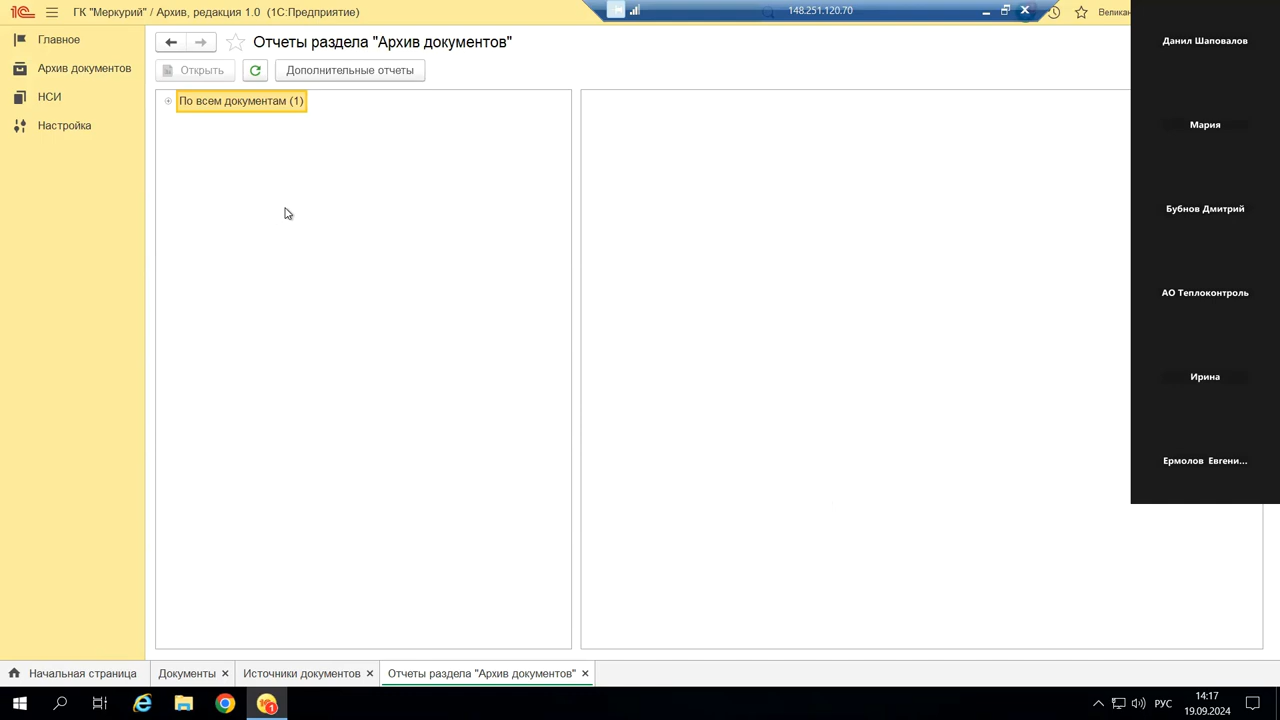 ГК "Меркурий" / Архив, редакция 1.0 (1С:Предприятие)
148.251.120.70
Великан
Главное
Архив документов
НСИ
Настройка
Отчеты раздела "Архив документов"
Открыть
Дополнительные отчеты
По всем документам (1)
Данил Шаповалов
Мария
Бубнов Дмитрий
АО Теплоконтроль
Ирина
Ермолов Евгени...
Начальная страница
Документы
Источники документов
Отчеты раздела "Архив документов"
РУС
14:17
19.09.2024